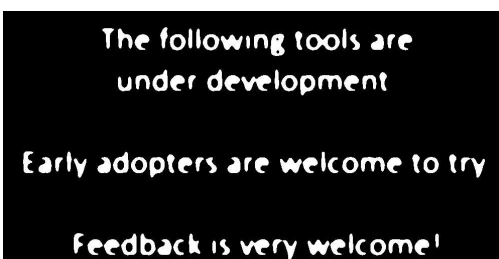 The following tools are
under development
Early adopters are welcome to try
Feedback is very welcome!